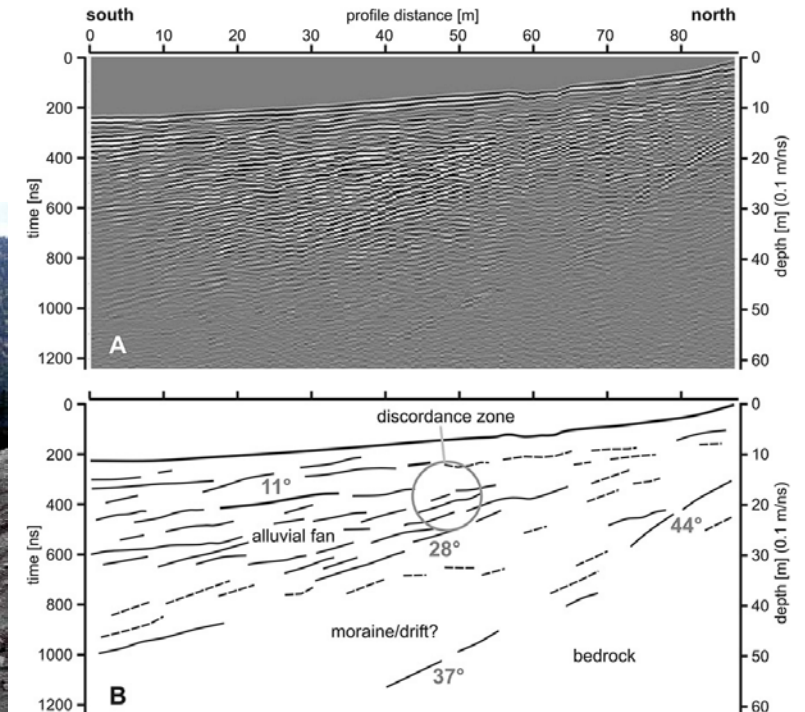 south profile distance [m] north
0 10 20 30 40 50 60 70 80
0 0
200 10
400 20
600 30
800 40
1000 50
1200 60
time [ns]
depth [m] (0.1 m/ns)
A
0 0
discordance zone
200 10
11°
400 20
44°
alluvial fan
28°
600 30
800 40
moraine/drift?
1000 50
bedrock
37°
1200 60
time [ns]
depth [m] (0.1 m/ns)
B